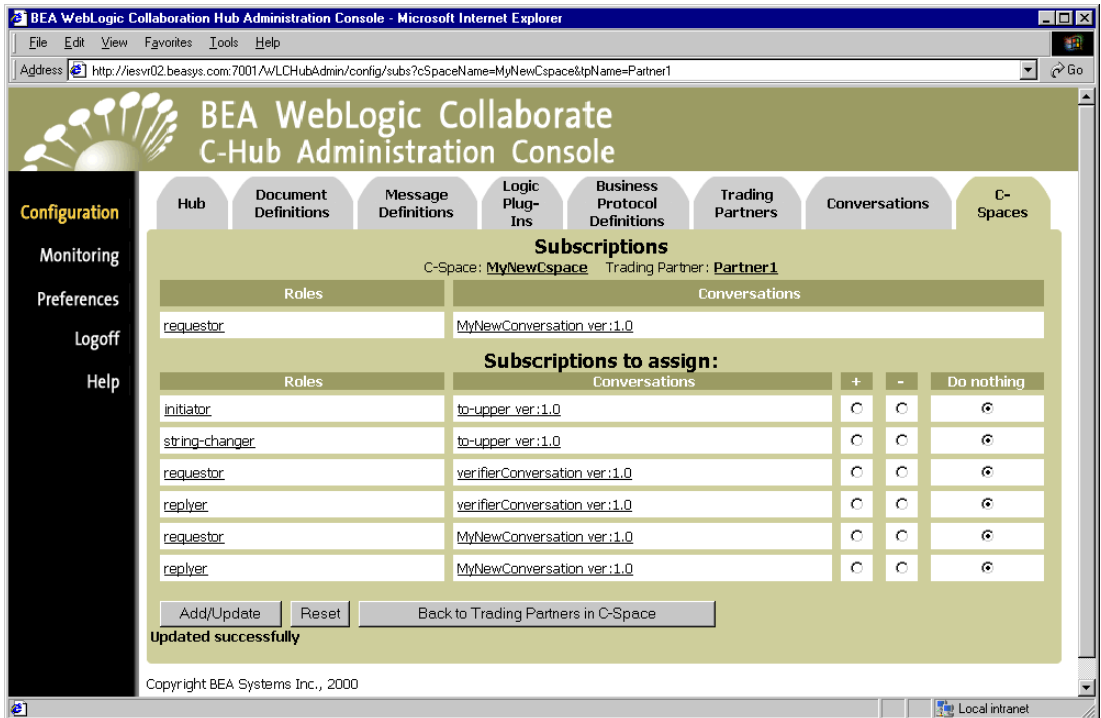 BEA WebLogic Collaboration Hub Administration Console - Microsoft Internet Explorer
File Edit View Favorites Tools Help
Address http://iesvr02.beasys.com:7001/WLCHubAdmin/config/subs?cSpaceName=MyNewCspace&tpName=Partner1 Go
BEA WebLogic Collaborate
C-Hub Administration Console
Configuration
Monitoring
Preferences
Logoff
Help
Hub
Document
Definitions
Message
Definitions
Logic
Plug-
Ins
Business
Protocol
Definitions
Trading
Partners
Conversations
C-
Spaces
Subscriptions
C-Space: MyNewCspace Trading Partner: Partner1
Roles Conversations
requestor MyNewConversation ver:1.0
Subscriptions to assign:
Roles Conversations + - Do nothing
initiator to-upper ver:1.0
string-changer to-upper ver:1.0
requestor verifierConversation ver:1.0
replyer verifierConversation ver:1.0
requestor MyNewConversation ver:1.0
replyer MyNewConversation ver:1.0
Add/Update Reset Back to Trading Partners in C-Space
Updated successfully
Copyright BEA Systems Inc., 2000
Local intranet